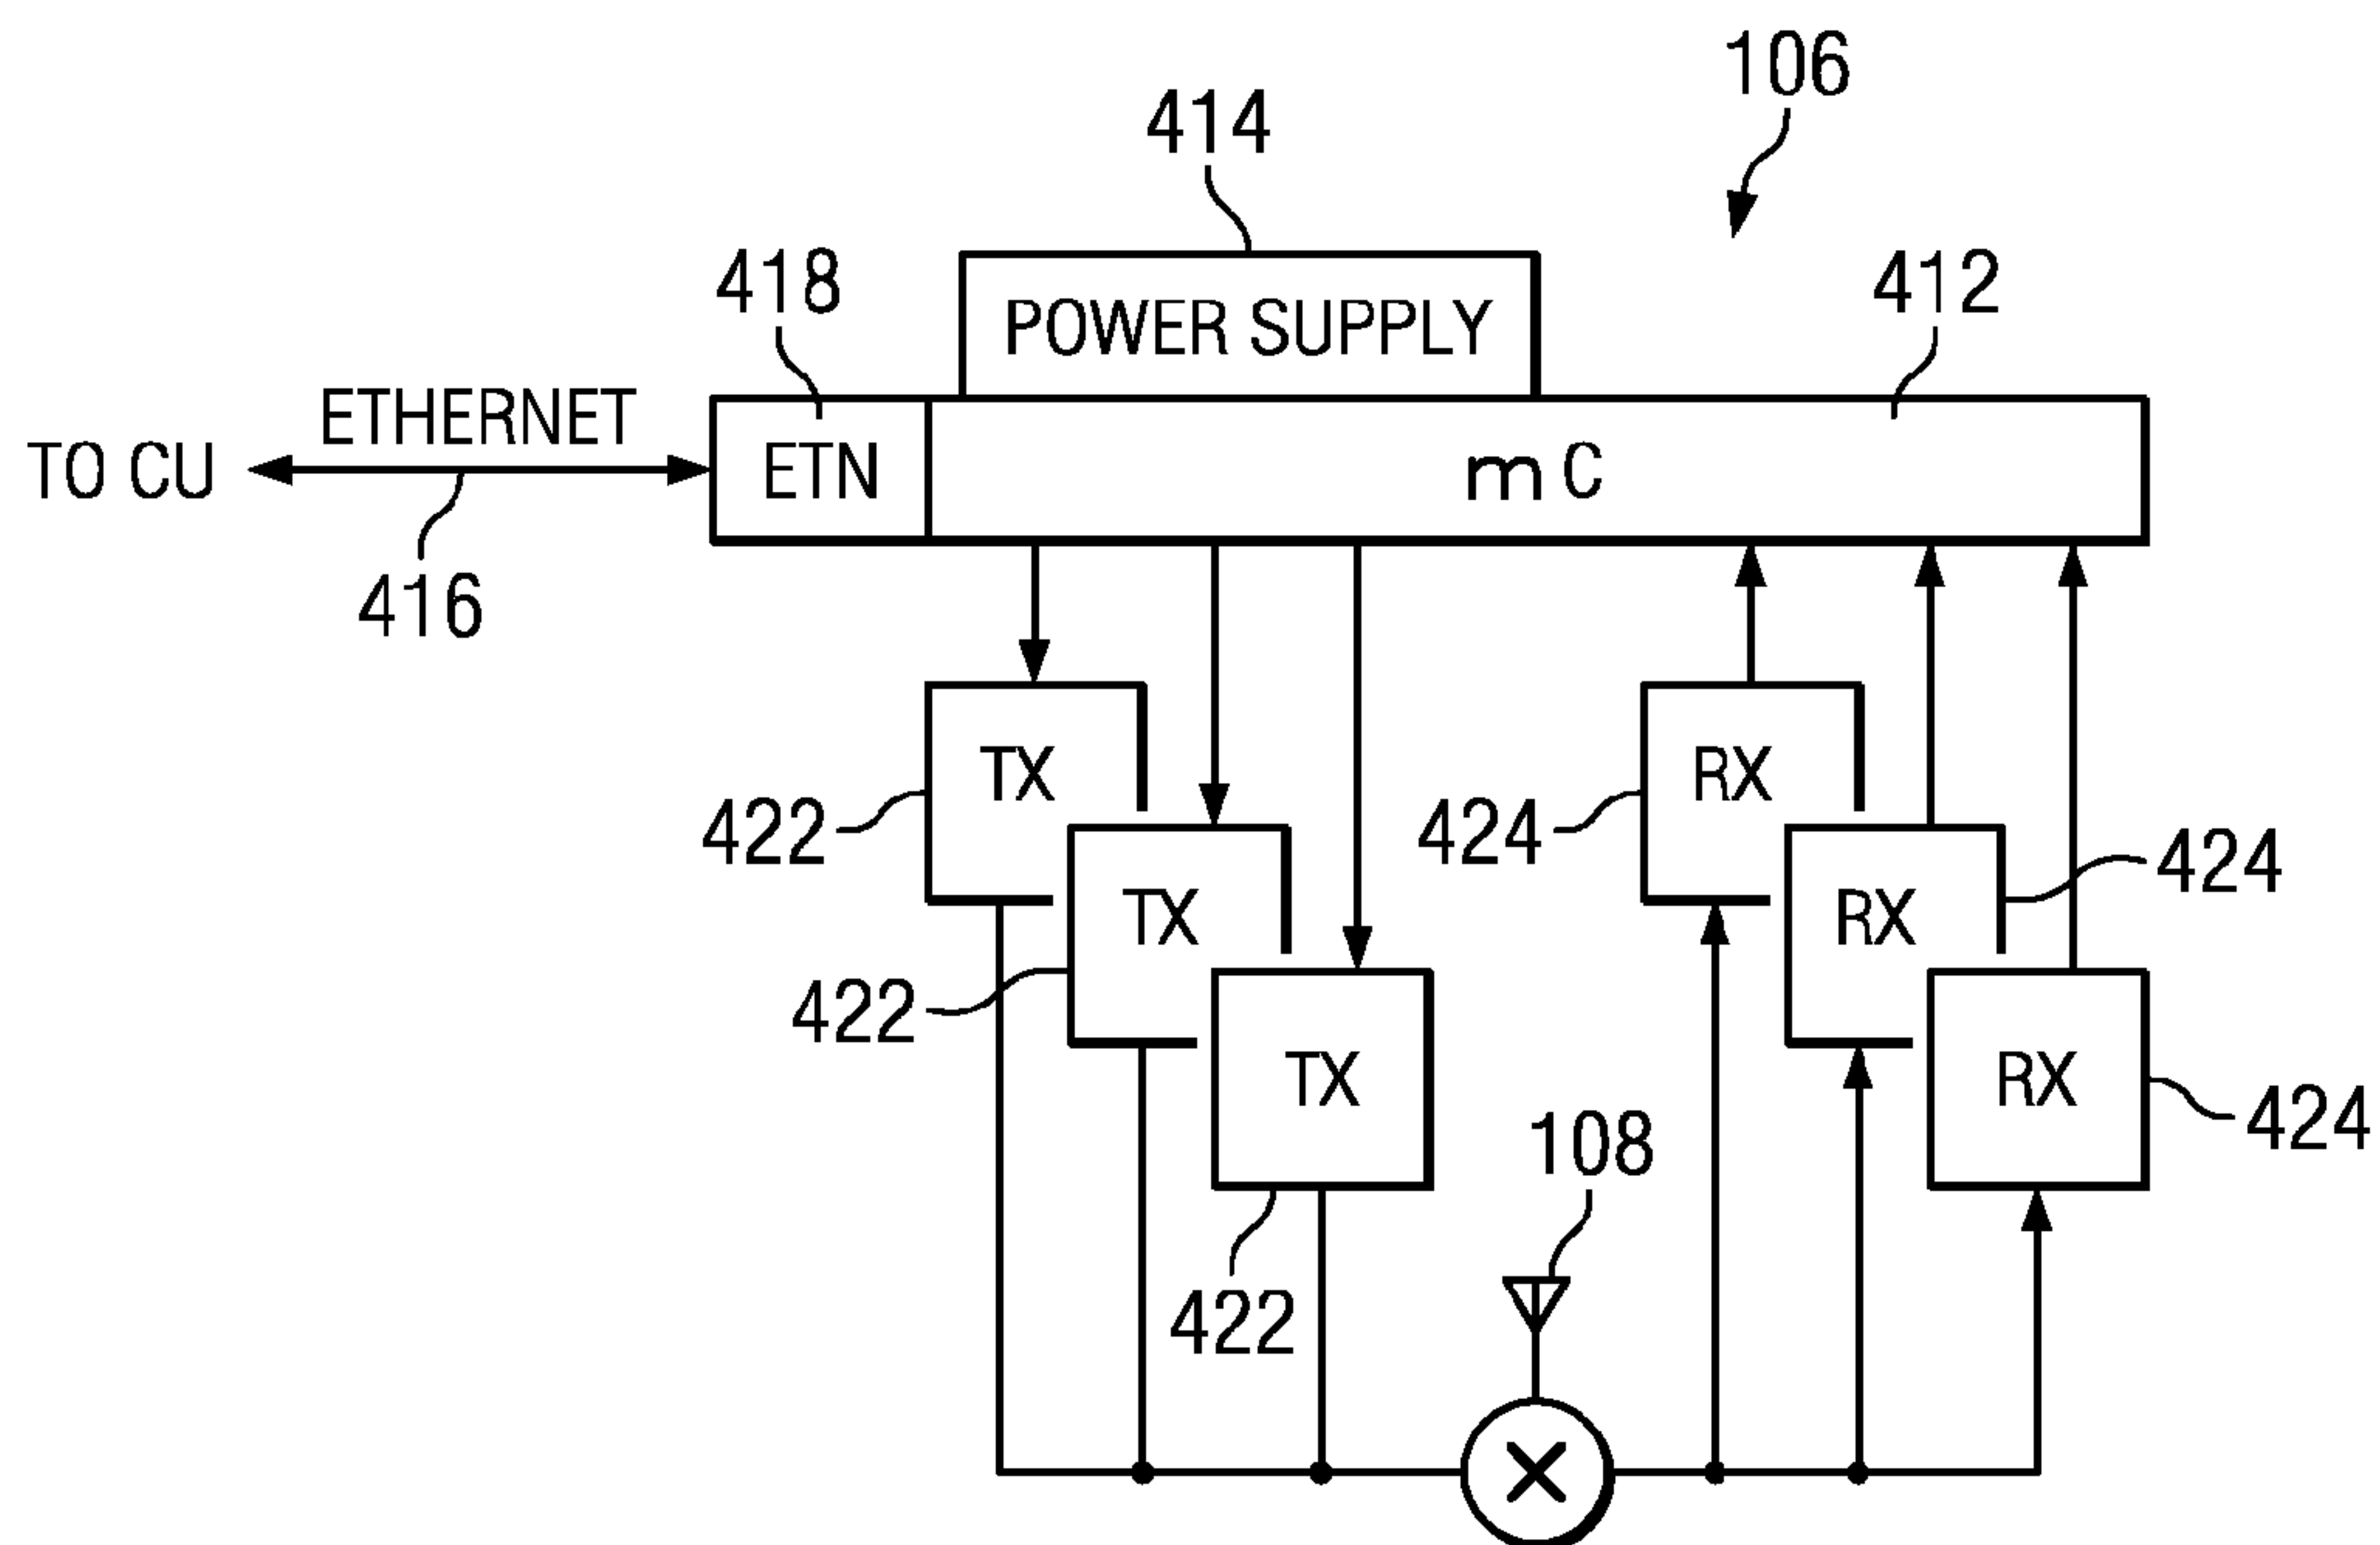 106
414
418
412
POWER SUPPLY
ETHERNET
TO CU
ETN
m C
416
TX
RX
422
424
424
TX
RX
422
TX
RX
108
424
422